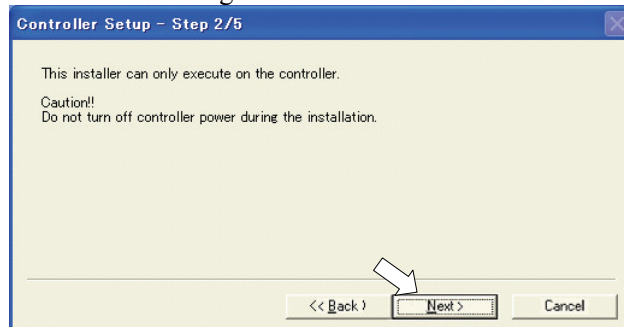 Controller Setup - Step 2/5
This installer can only execute on the controller.
Caution!!
Do not turn off controller power during the installation.
<< Back )
Next >
Cancel